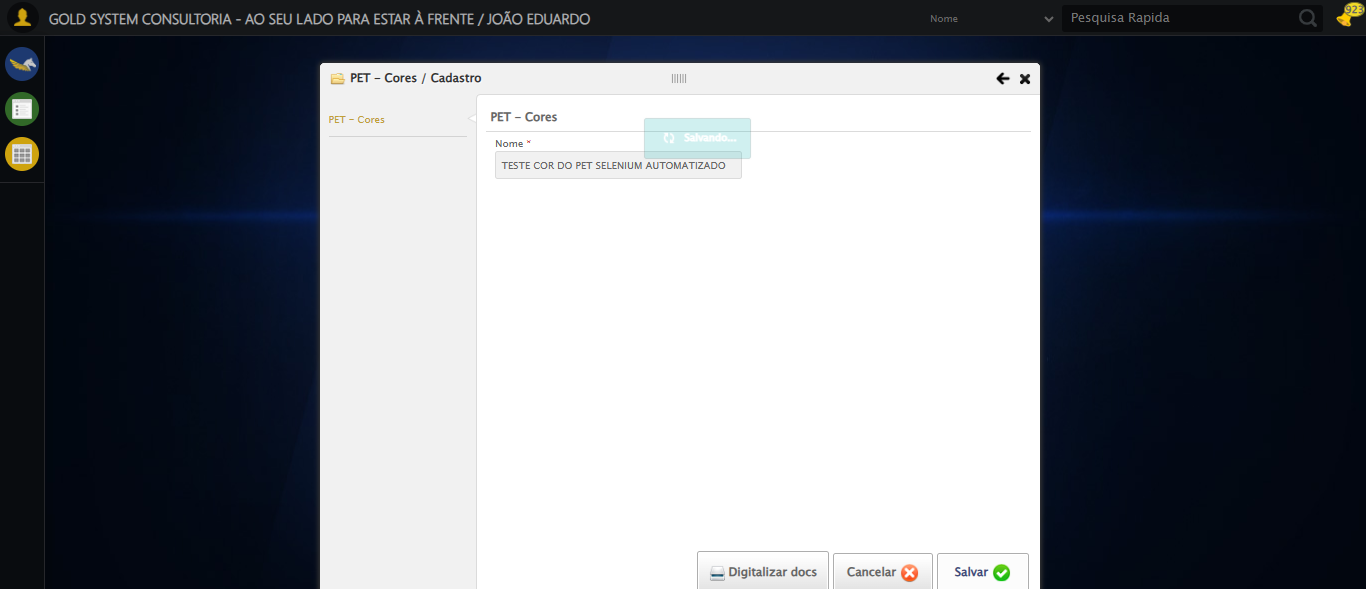 GOLD SYSTEM CONSULTORIA - AO SEU LADO PARA ESTAR À FRENTE / JOÃO EDUARDO
Nome
Pesquisa Rapida
923
PET - Cores / Cadastro
PET - Cores
PET - Cores
Salvando...
Nome *
TESTE COR DO PET SELENIUM AUTOMATIZADO
Digitalizar docs
Cancelar
Salvar